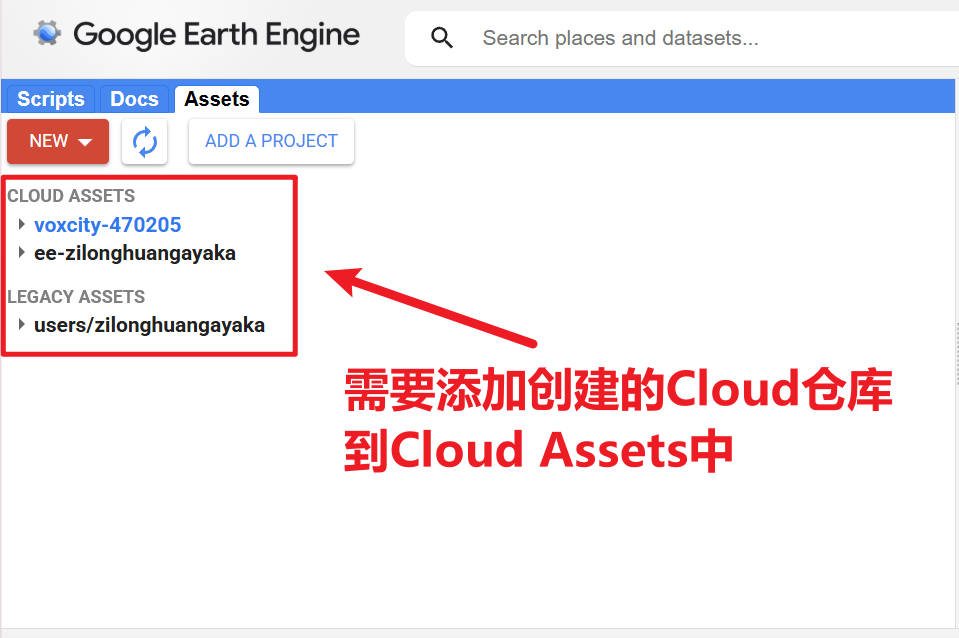 Google Earth Engine
Search places and datasets...
Scripts Docs Assets
NEW ADD A PROJECT
CLOUD ASSETS
voxcity-470205
ee-zilonghuangayaka
LEGACY ASSETS
users/zilonghuangayaka
需要添加创建的Cloud仓库
到Cloud Assets中